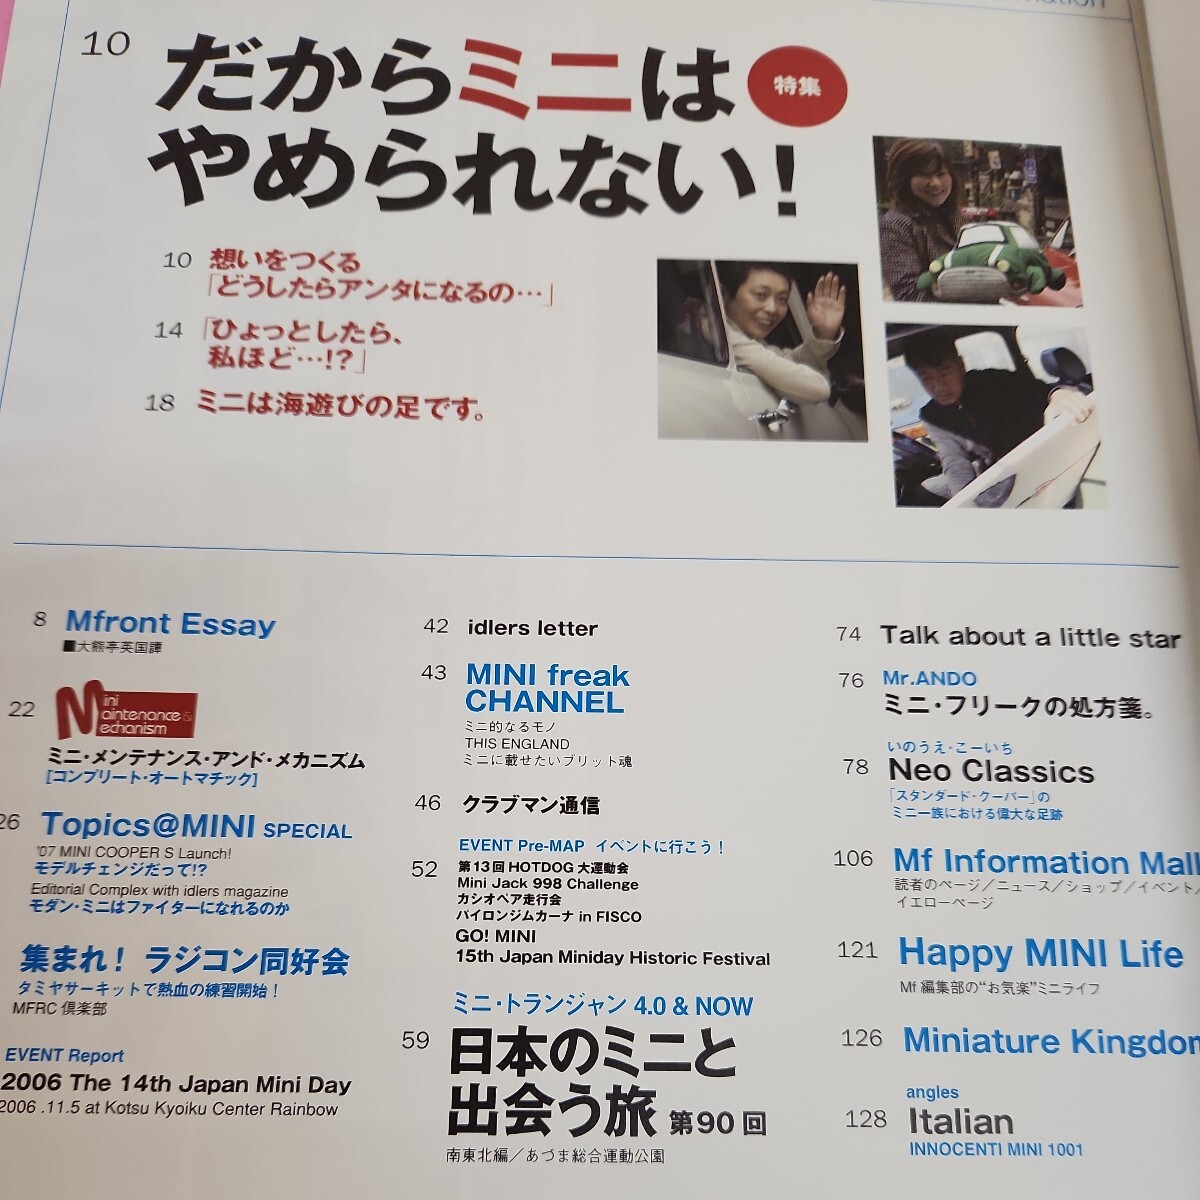 10
だからミニは
特集
やめられない！
10 想いをつくる
「どうしたらアンタになるの…」
14 「ひょっとしたら、
私ほど…!?」
18 ミニは海遊びの足です。
8 Mfront Essay
■大熊亭英国譚
22 Mini
Maintenance &
Mechanism
ミニ・メンテナンス・アンド・メカニズム
[コンプリート・オートマチック]
26 Topics@MINI SPECIAL
'07 MINI COOPER S Launch!
モデルチェンジだって!?
Editorial Complex with idlers magazine
モダン・ミニはファイターになれるのか
集まれ！ ラジコン同好会
タミヤサーキットで熱血の練習開始！
MFRC 倶楽部
EVENT Report
2006 The 14th Japan Mini Day
2006 .11.5 at Kotsu Kyoiku Center Rainbow
42 idlers letter
43 MINI freak
CHANNEL
ミニ的なるモノ
THIS ENGLAND
ミニに載せたいブリット魂
46 クラブマン通信
EVENT Pre-MAP イベントに行こう！
52 第13回 HOTDOG 大運動会
Mini Jack 998 Challenge
カシオペア走行会
バイロンジムカーナ in FISCO
GO! MINI
15th Japan Miniday Historic Festival
ミニ・トランジャン 4.0 & NOW
59 日本のミニと
出会う旅 第90回
南東北編／あづま総合運動公園
74 Talk about a little star
76 Mr.ANDO
ミニ・フリークの処方箋。
いのうえ・こーいち
78 Neo Classics
「スタンダード・クーパー」の
ミニ一族における偉大な足跡
106 Mf Information Mall
読者のページ／ニュース／ショップ／イベント／
イエローページ
121 Happy MINI Life
Mf 編集部の“お気楽”ミニライフ
126 Miniature Kingdom
angles
128 Italian
INNOCENTI MINI 1001